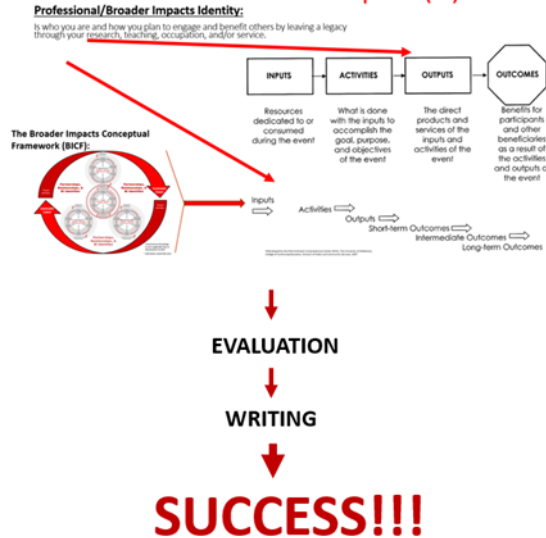 Professional/Broader Impacts Identity:
Is who you are and how you plan to engage and benefit others by leaving a legacy
through your research, teaching, occupation, and/or service.
INPUTS
ACTIVITIES
OUTPUTS
OUTCOMES
Resources
dedicated to or
consumed
during the event
What is done
with the inputs to
accomplish the
goal, purpose,
and objectives
of the event
The direct
products and
services of the
inputs and
activities of the
event
Benefits for
participants
and other
beneficiaries
as a result of
the activities
and outputs o
the event
The Broader Impacts Conceptual
Framework (BICF):
Inputs
Activities
Outputs
Short-term Outcomes
Intermediate Outcomes
Long-term Outcomes
EVALUATION
WRITING
SUCCESS!!!